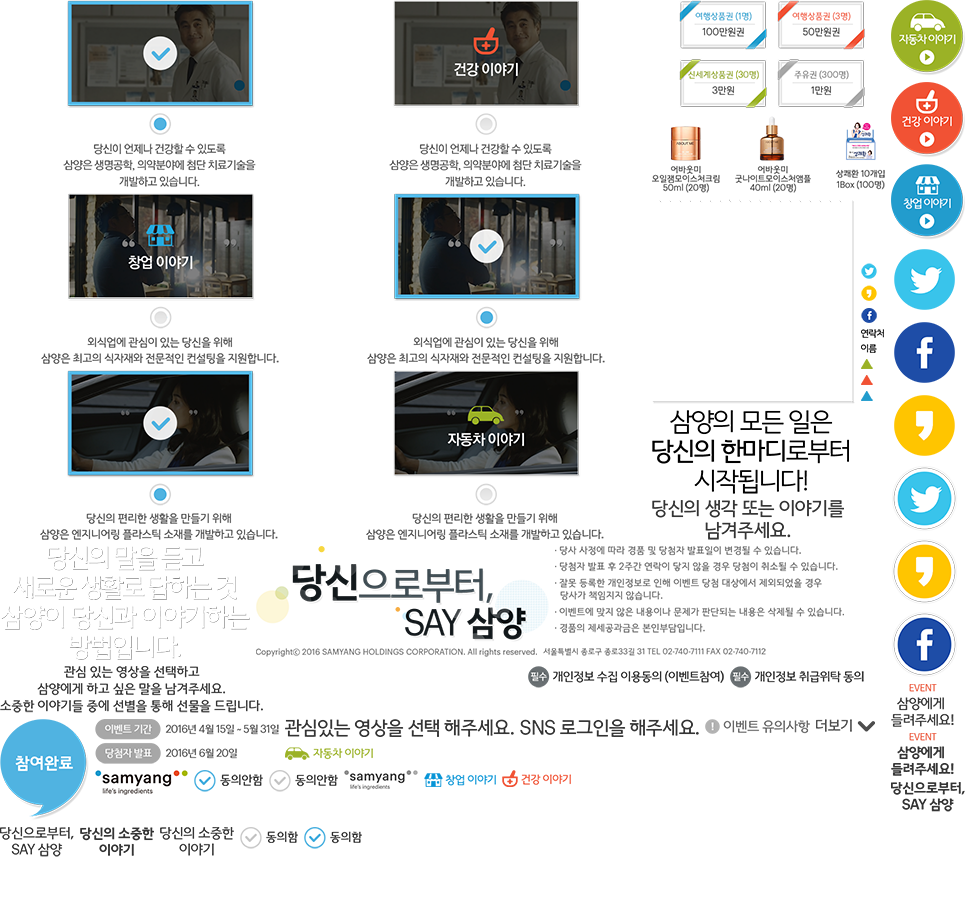 건강 이야기
당신이 언제나 건강할 수 있도록
삼양은 생명공학, 의약분야에 첨단 치료기술을
개발하고 있습니다.
당신이 언제나 건강할 수 있도록
삼양은 생명공학, 의약분야에 첨단 치료기술을
개발하고 있습니다.
“ 창업 이야기 ”
외식업에 관심이 있는 당신을 위해
삼양은 최고의 식자재와 전문적인 컨설팅을 지원합니다.
외식업에 관심이 있는 당신을 위해
삼양은 최고의 식자재와 전문적인 컨설팅을 지원합니다.
“ 자동차 이야기 ”
당신의 편리한 생활을 만들기 위해
삼양은 엔지니어링 플라스틱 소재를 개발하고 있습니다.
당신의 편리한 생활을 만들기 위해
삼양은 엔지니어링 플라스틱 소재를 개발하고 있습니다.
여행상품권 (1명)
100만원권
여행상품권 (3명)
50만원권
신세계상품권 (30명)
3만원
주유권 (300명)
1만원
ABOUT ME
어바웃미
오일잼모이스처크림
50ml (20명)
어바웃미
굿나이트모이스처앰플
40ml (20명)
상쾌환 10개입
1Box (100명)
자동차 이야기
건강 이야기
창업 이야기
연락처
이름
삼양의 모든 일은
당신의 한마디로부터
시작됩니다!
당신의 생각 또는 이야기를
남겨주세요.
당신의 말을 듣고
새로운 생활로 답하는 것
삼양이 당신과 이야기하는
방법입니다.
관심 있는 영상을 선택하고
삼양에게 하고 싶은 말을 남겨주세요.
소중한 이야기들 중에 선별을 통해 선물을 드립니다.
당신으로부터,
SAY 삼양
· 당사 사정에 따라 경품 및 당첨자 발표일이 변경될 수 있습니다.
· 당첨자 발표 후 2주간 연락이 닿지 않을 경우 당첨이 취소될 수 있습니다.
· 잘못 등록한 개인정보로 인해 이벤트 당첨 대상에서 제외되었을 경우
당사가 책임지지 않습니다.
· 이벤트에 맞지 않은 내용이나 문제가 판단되는 내용은 삭제될 수 있습니다.
· 경품의 제세공과금은 본인부담입니다.
Copyrightⓒ 2016 SAMYANG HOLDINGS CORPORATION. All rights reserved. 서울특별시 종로구 종로33길 31 TEL 02-740-7111 FAX 02-740-7112
필수 개인정보 수집 이용동의 (이벤트참여) 필수 개인정보 취급위탁 동의
EVENT
삼양에게
들려주세요!
EVENT
삼양에게
들려주세요!
당신으로부터,
SAY 삼양
참여완료
이벤트 기간 2016년 4월 15일 ~ 5월 31일
관심있는 영상을 선택 해주세요. SNS 로그인을 해주세요.
! 이벤트 유의사항 더보기
당첨자 발표 2016년 6월 20일
자동차 이야기
samyang
life's ingredients
동의안함
동의안함
samyang
life's ingredients
창업 이야기
건강 이야기
당신으로부터,
SAY 삼양
당신의 소중한
이야기
당신의 소중한
이야기
동의함
동의함